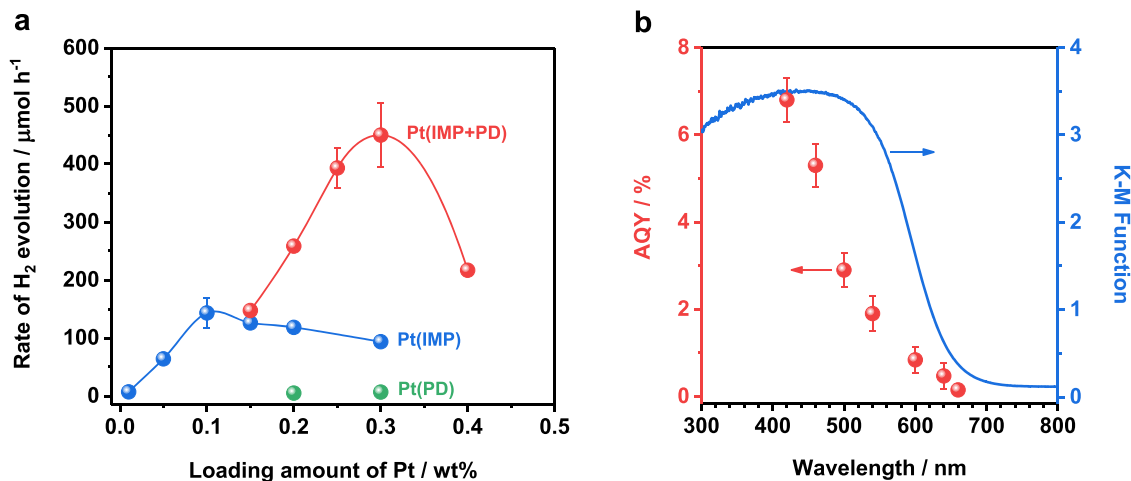 a
600
500
400
300
200
100
0
Rate of H₂ evolution / μmol h⁻¹
Pt(IMP+PD)
Pt(IMP)
Pt(PD)
0.0 0.1 0.2 0.3 0.4 0.5
Loading amount of Pt / wt%
b
8
6
4
2
0
AQY / %
4
3
2
1
0
K-M Function
300 400 500 600 700 800
Wavelength / nm